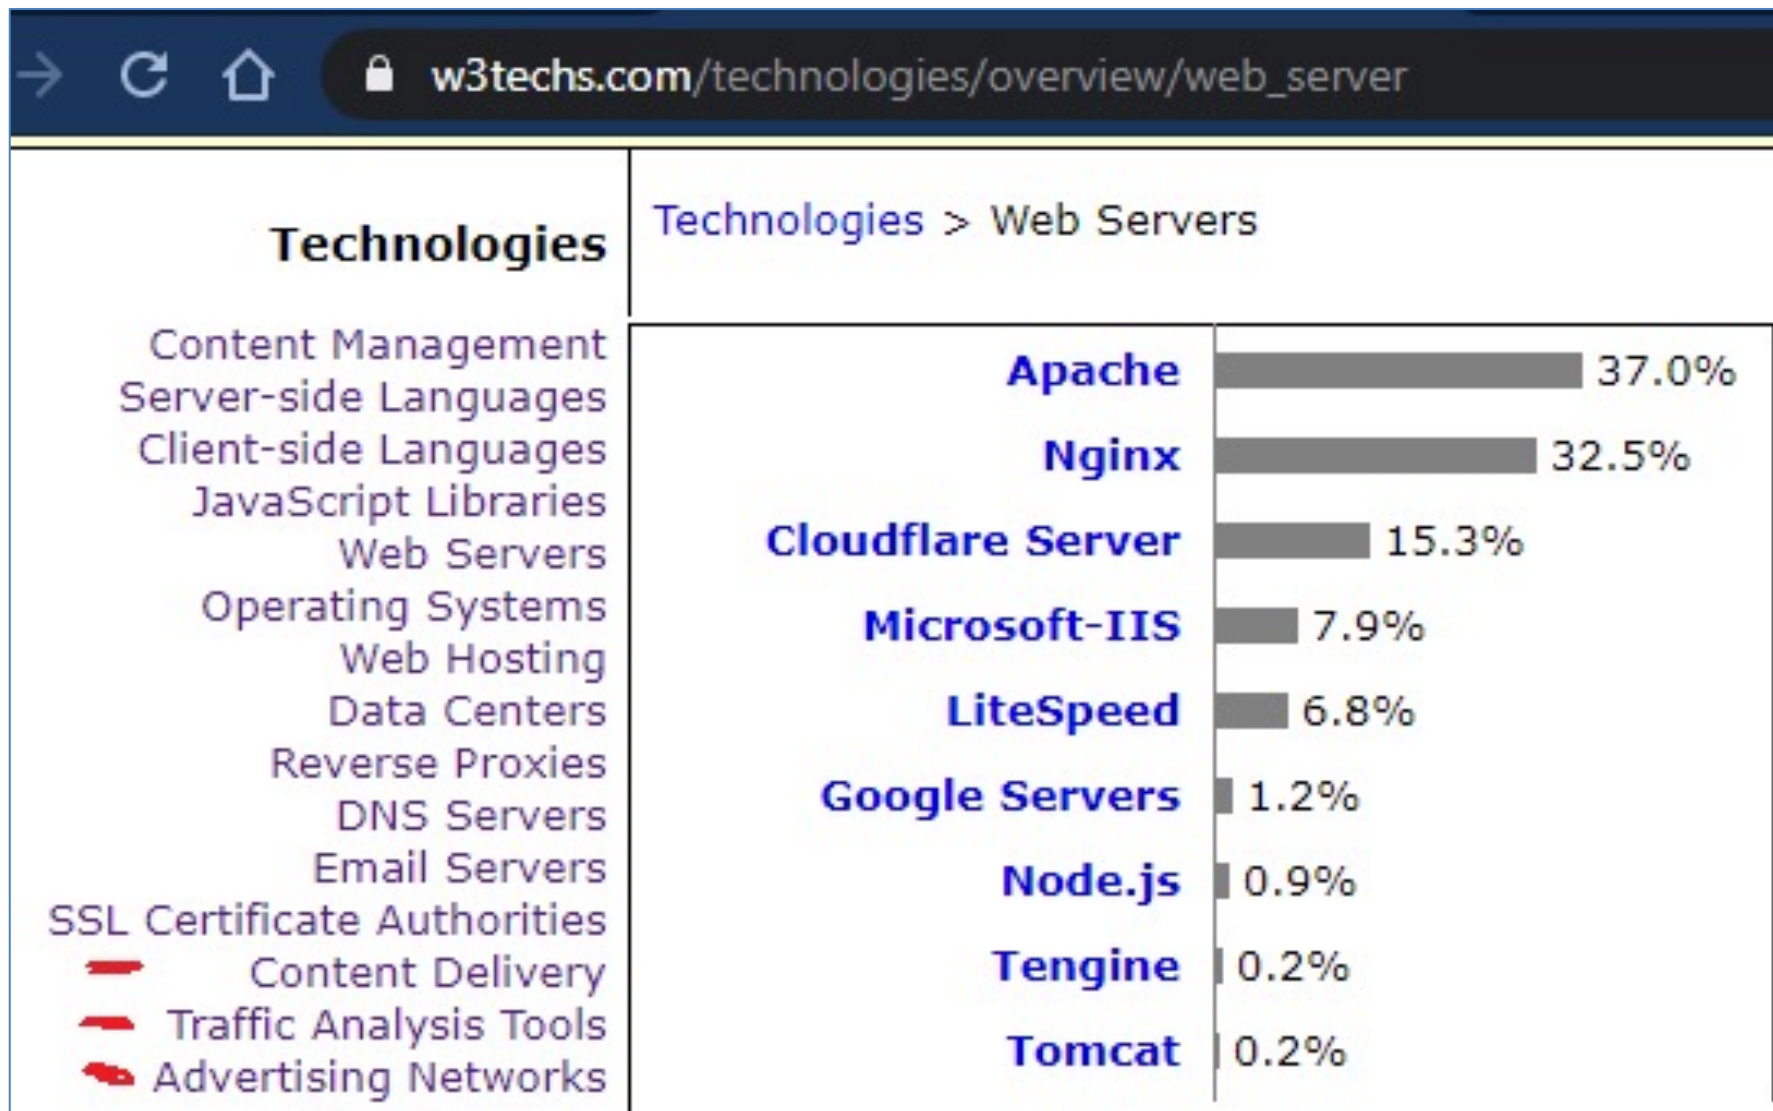 w3techs.com/technologies/overview/web_server
Technologies
Content Management
Server-side Languages
Client-side Languages
JavaScript Libraries
Web Servers
Operating Systems
Web Hosting
Data Centers
Reverse Proxies
DNS Servers
Email Servers
SSL Certificate Authorities
Content Delivery
Traffic Analysis Tools
Advertising Networks
Technologies > Web Servers
Apache 37.0%
Nginx 32.5%
Cloudflare Server 15.3%
Microsoft-IIS 7.9%
LiteSpeed 6.8%
Google Servers 1.2%
Node.js 0.9%
Tengine 0.2%
Tomcat 0.2%